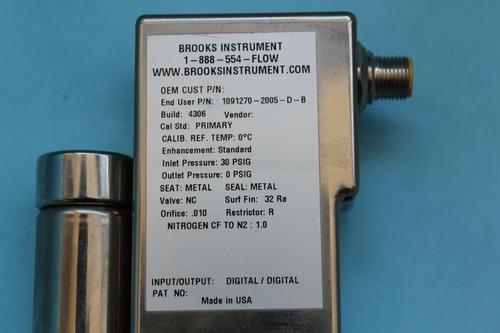 BROOKS INSTRUMENT
1-888-554-FLOW
WWW.BROOKSINSTRUMENT.COM
OEM CUST P/N:
End User P/N: 1091270-2005-D-B
Build: 4306 Vendor:
Cal Std: PRIMARY
CALIB. REF. TEMP: 0°C
Enhancement: Standard
Inlet Pressure: 30 PSIG
Outlet Pressure: 0 PSIG
SEAT: METAL SEAL: METAL
Valve: NC Surf Fin: 32 Ra
Orifice: .010 Restrictor: R
NITROGEN CF TO N2 : 1.0
INPUT/OUTPUT: DIGITAL / DIGITAL
PAT NO:
Made in USA